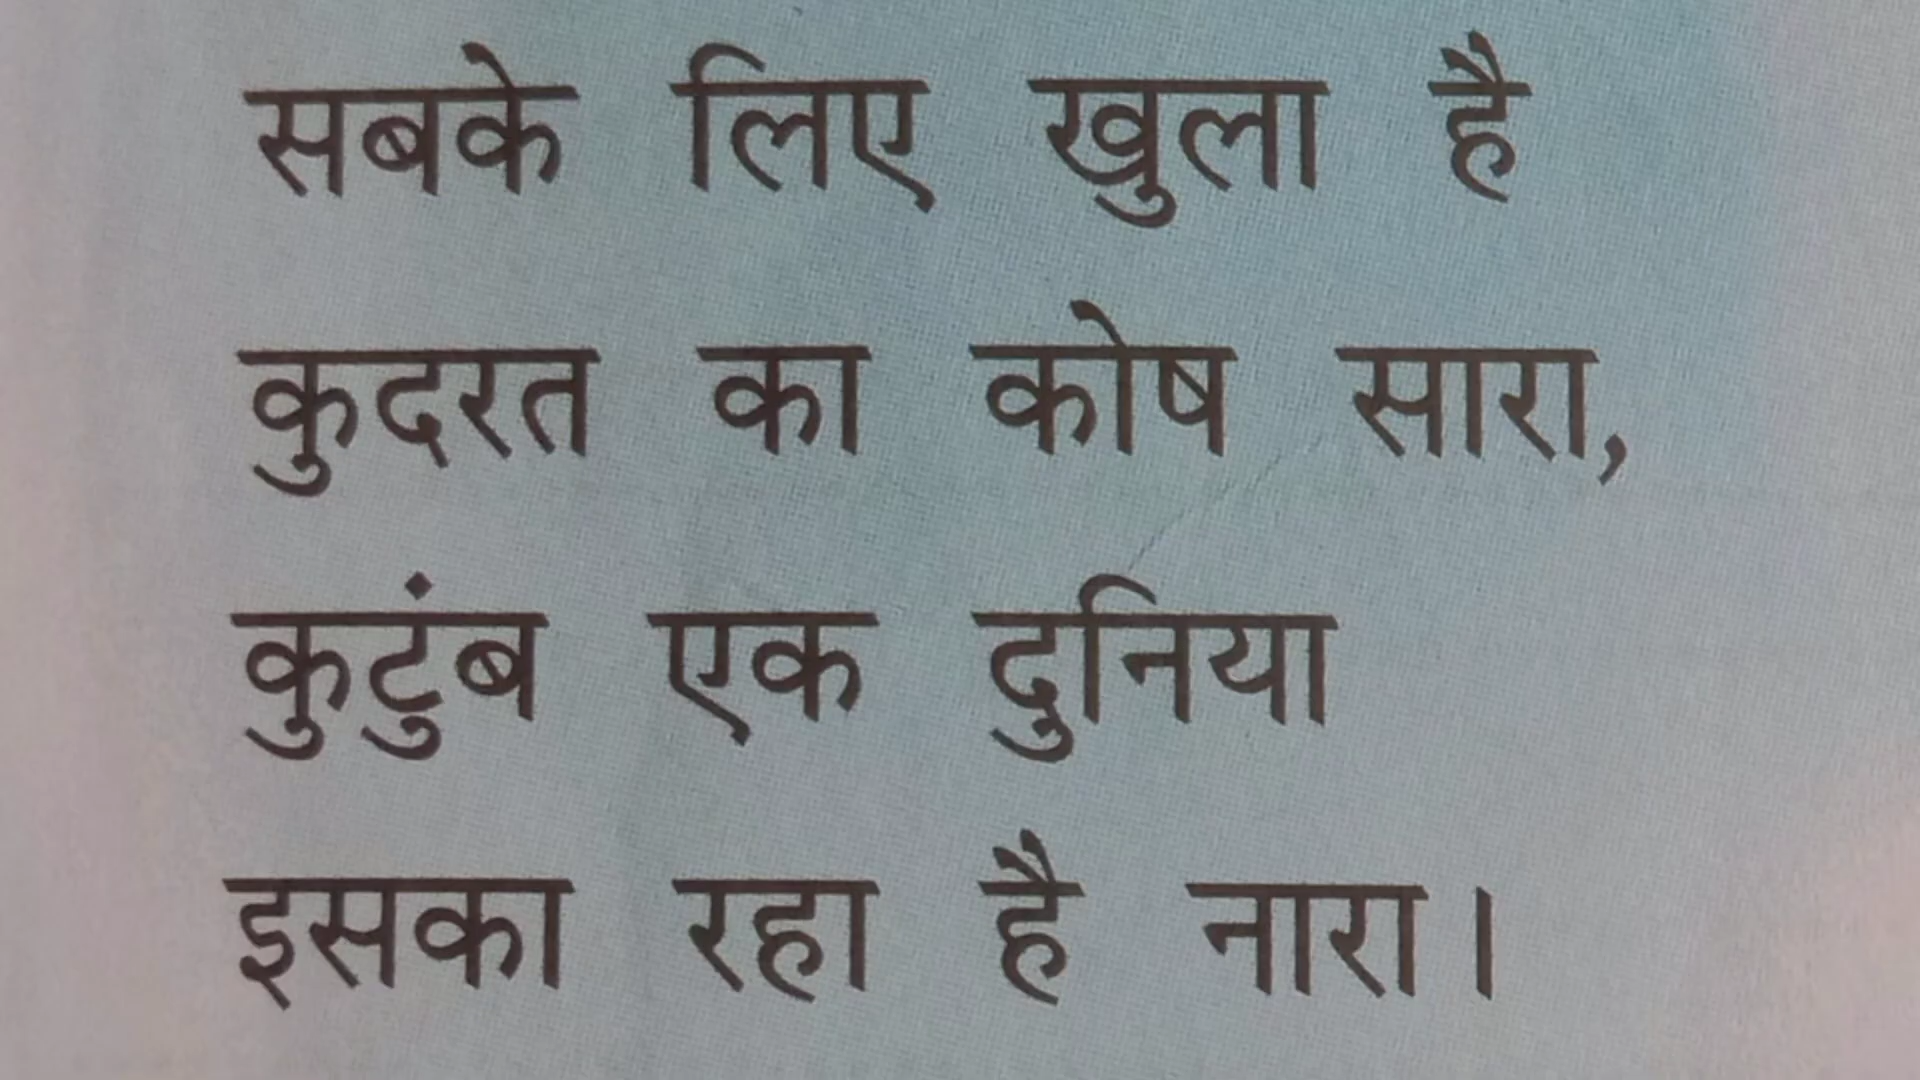 सबके लिए खुला है
कुदरत का कोष सारा,
कुटुंब एक दुनिया
इसका रहा है नारा।